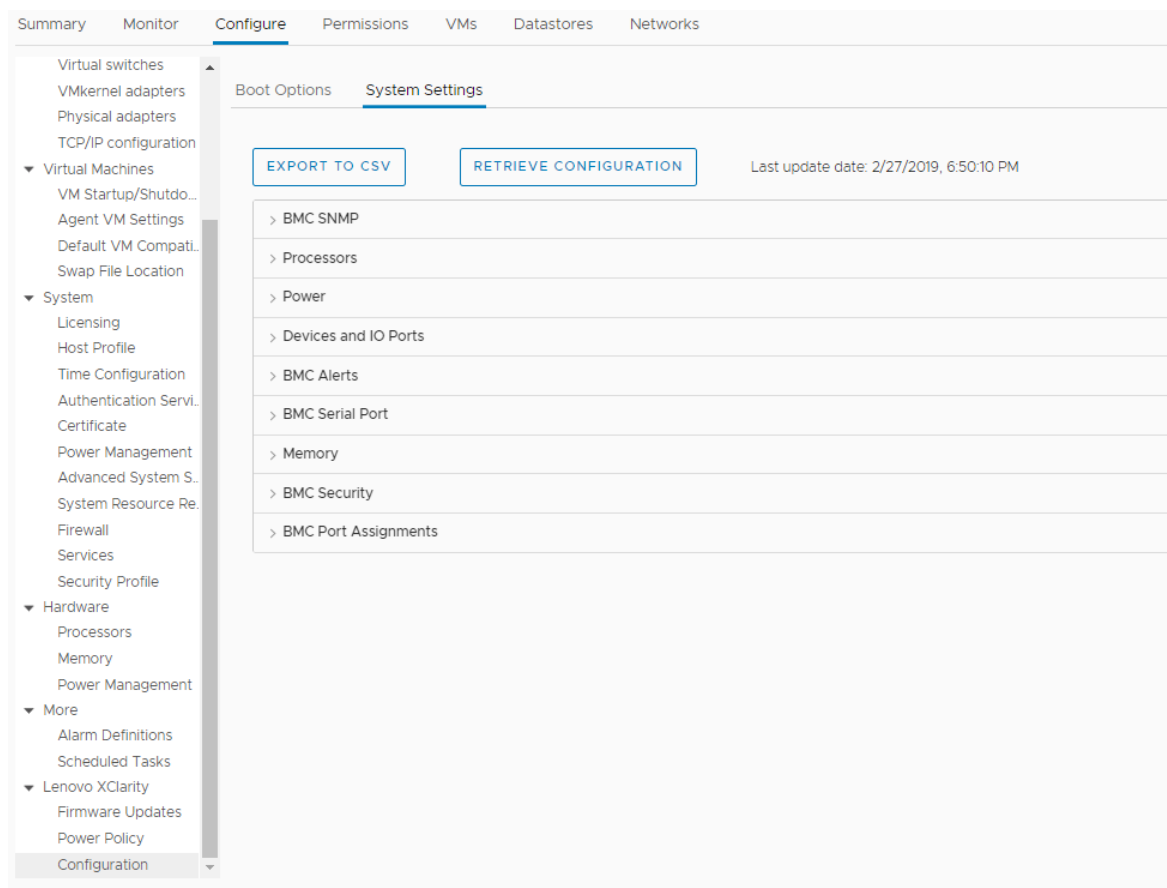 Summary Monitor Configure Permissions VMs Datastores Networks
Virtual switches
VMkernel adapters
Physical adapters
TCP/IP configuration
Virtual Machines
VM Startup/Shutdo...
Agent VM Settings
Default VM Compati..
Swap File Location
System
Licensing
Host Profile
Time Configuration
Authentication Servi..
Certificate
Power Management
Advanced System S..
System Resource Re.
Firewall
Services
Security Profile
Hardware
Processors
Memory
Power Management
More
Alarm Definitions
Scheduled Tasks
Lenovo XClarity
Firmware Updates
Power Policy
Configuration
Boot Options System Settings
EXPORT TO CSV RETRIEVE CONFIGURATION Last update date: 2/27/2019, 6:50:10 PM
BMC SNMP
Processors
Power
Devices and IO Ports
BMC Alerts
BMC Serial Port
Memory
BMC Security
BMC Port Assignments